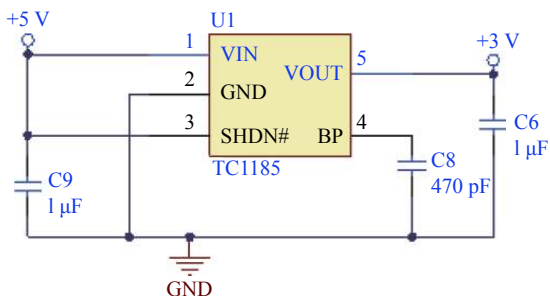 +5 V
U1
+3 V
1
VIN
VOUT
5
2
GND
3
SHDN#
BP
4
TC1185
C9
1 µF
C8
470 pF
C6
1 µF
GND